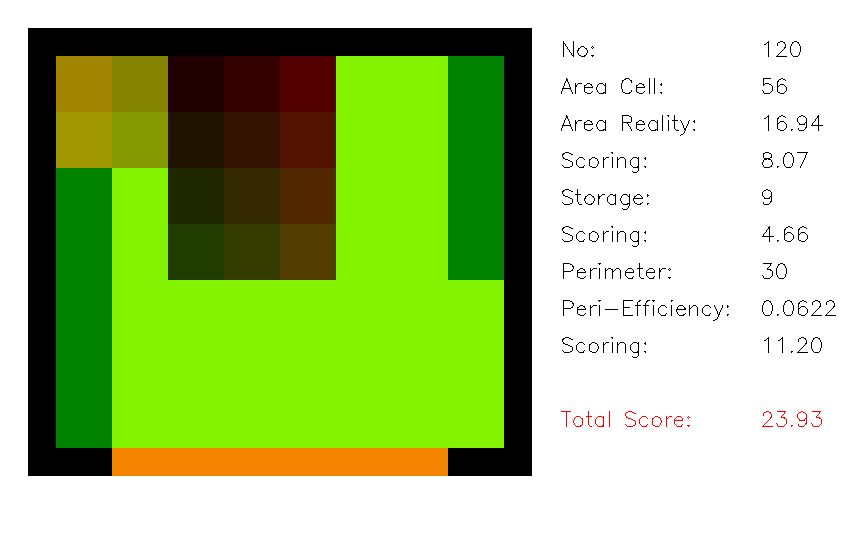 No: 120
Area Cell: 56
Area Reality: 16.94
Scoring: 8.07
Storage: 9
Scoring: 4.66
Perimeter: 30
Peri-Efficiency: 0.0622
Scoring: 11.20
Total Score: 23.93